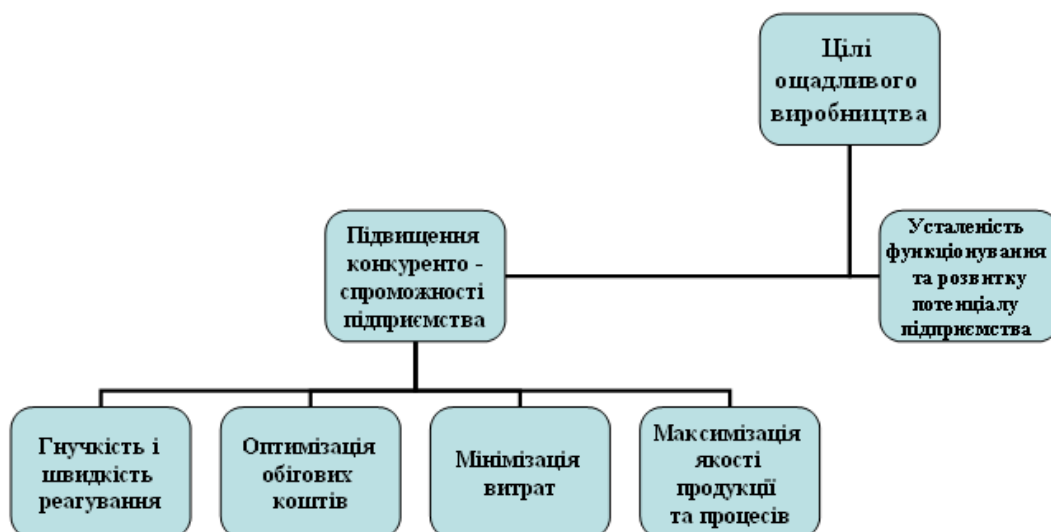 Цілі
ощадливого
виробництва
Підвищення
конкуренто -
спроможності
підприємства
Усталеність
функціонування
та розвитку
потенціалу
підприємства
Гнучкість і
швидкість
реагування
Оптимізація
обігових
коштів
Мінімізація
витрат
Максимізація
якості
продукції
та процесів